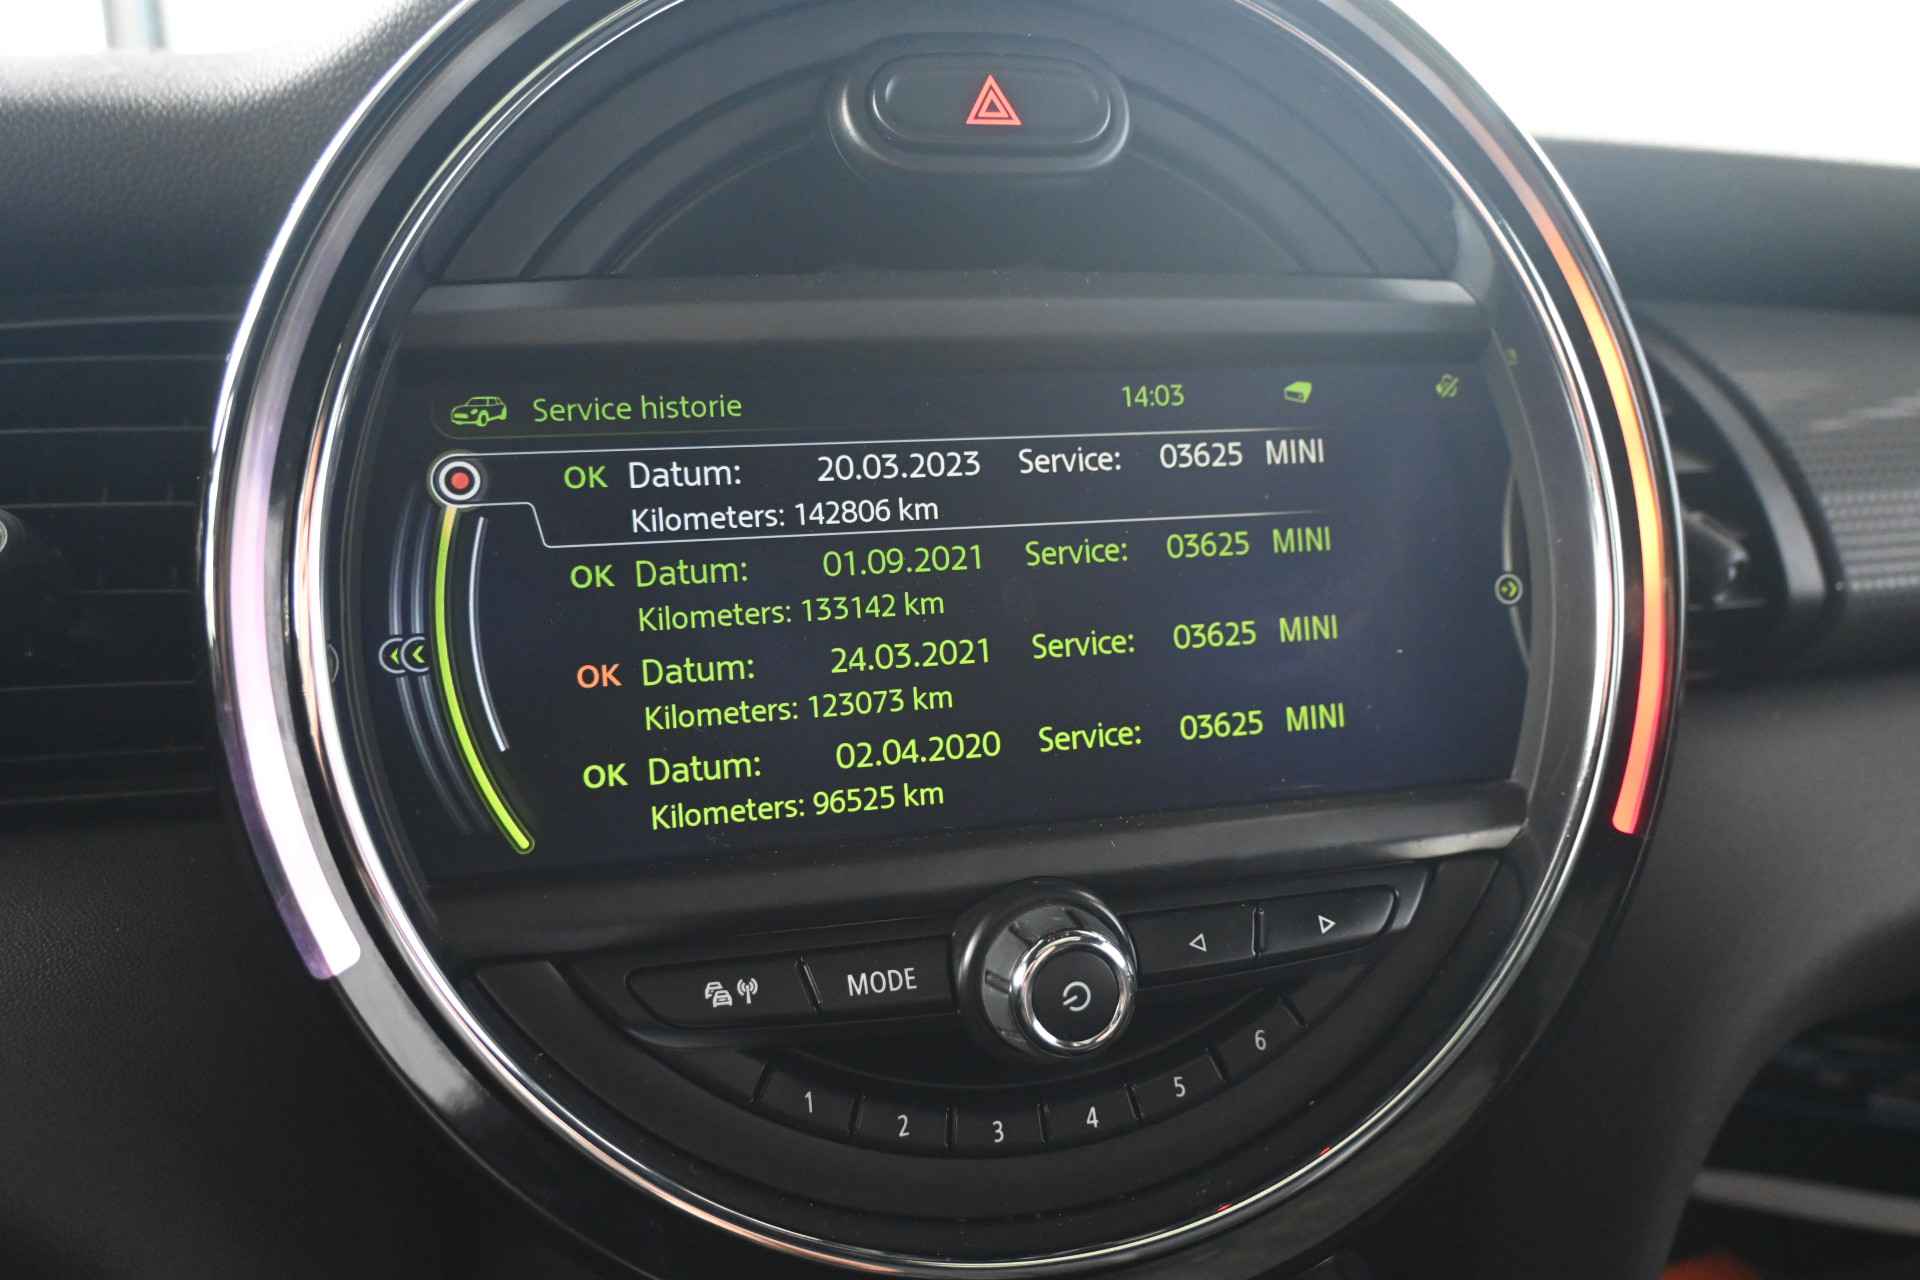 Service historie 14:03
OK Datum: 20.03.2023 Service: 03625 MINI
Kilometers: 142806 km
OK Datum: 01.09.2021 Service: 03625 MINI
Kilometers: 133142 km
OK Datum: 24.03.2021 Service: 03625 MINI
Kilometers: 123073 km
OK Datum: 02.04.2020 Service: 03625 MINI
Kilometers: 96525 km
MODE
1 2 3 4 5 6